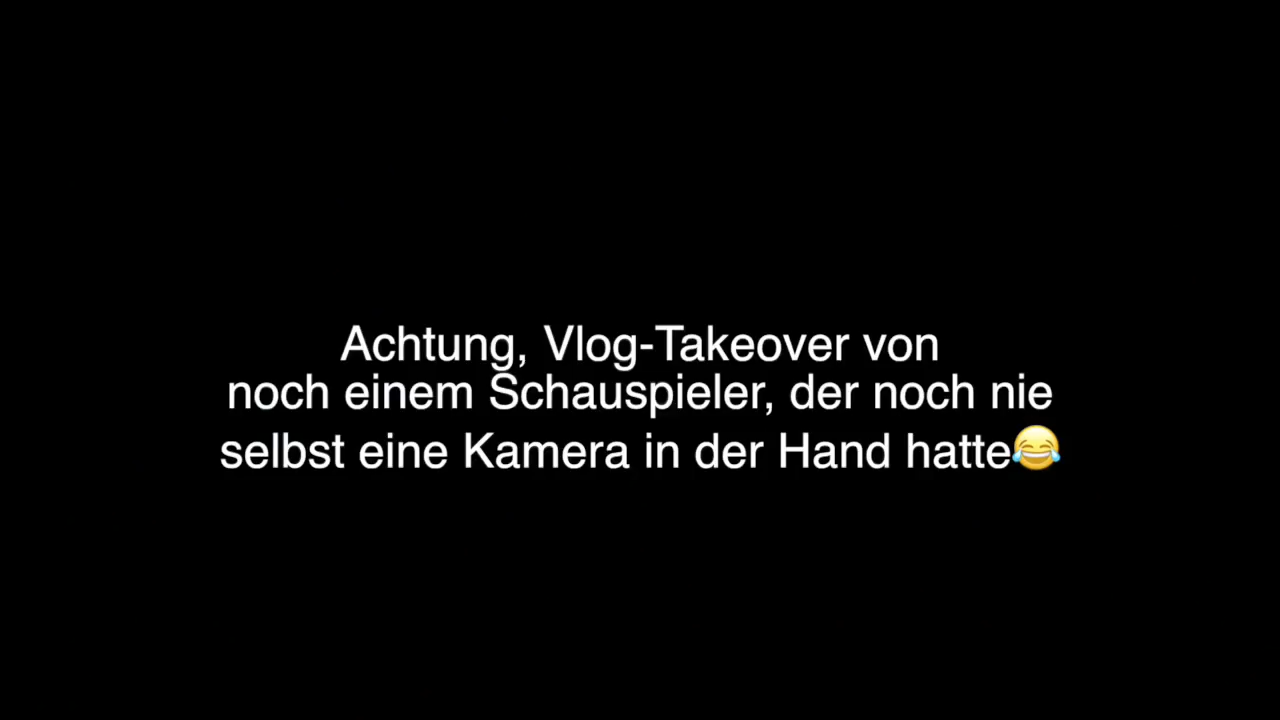 Achtung, Vlog-Takeover von
noch einem Schauspieler, der noch nie
selbst eine Kamera in der Hand hatte😂